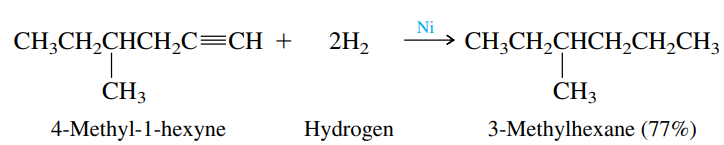 Ni
CH₃CH₂CHCH₂C≡CH + 2H₂ ⟶ CH₃CH₂CHCH₂CH₂CH₃
CH₃ CH₃
4-Methyl-1-hexyne Hydrogen 3-Methylhexane (77%)